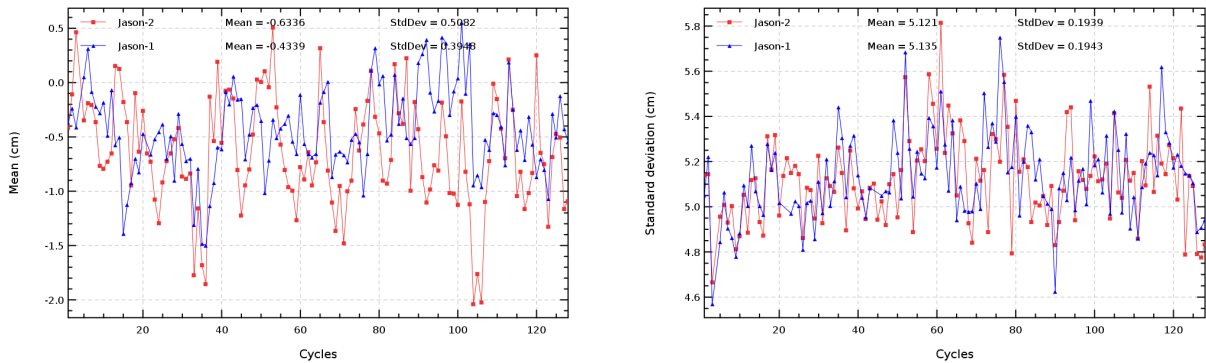 Jason-2 Mean = -0.6336 StdDev = 0.5082
Jason-1 Mean = -0.4339 StdDev = 0.3948
0.5
0.0
-0.5
-1.0
-1.5
-2.0
Mean (cm)
20 40 60 80 100 120
Cycles
Jason-2 Mean = 5.121 StdDev = 0.1939
Jason-1 Mean = 5.135 StdDev = 0.1943
5.8
5.6
5.4
5.2
5.0
4.8
4.6
Standard deviation (cm)
20 40 60 80 100 120
Cycles